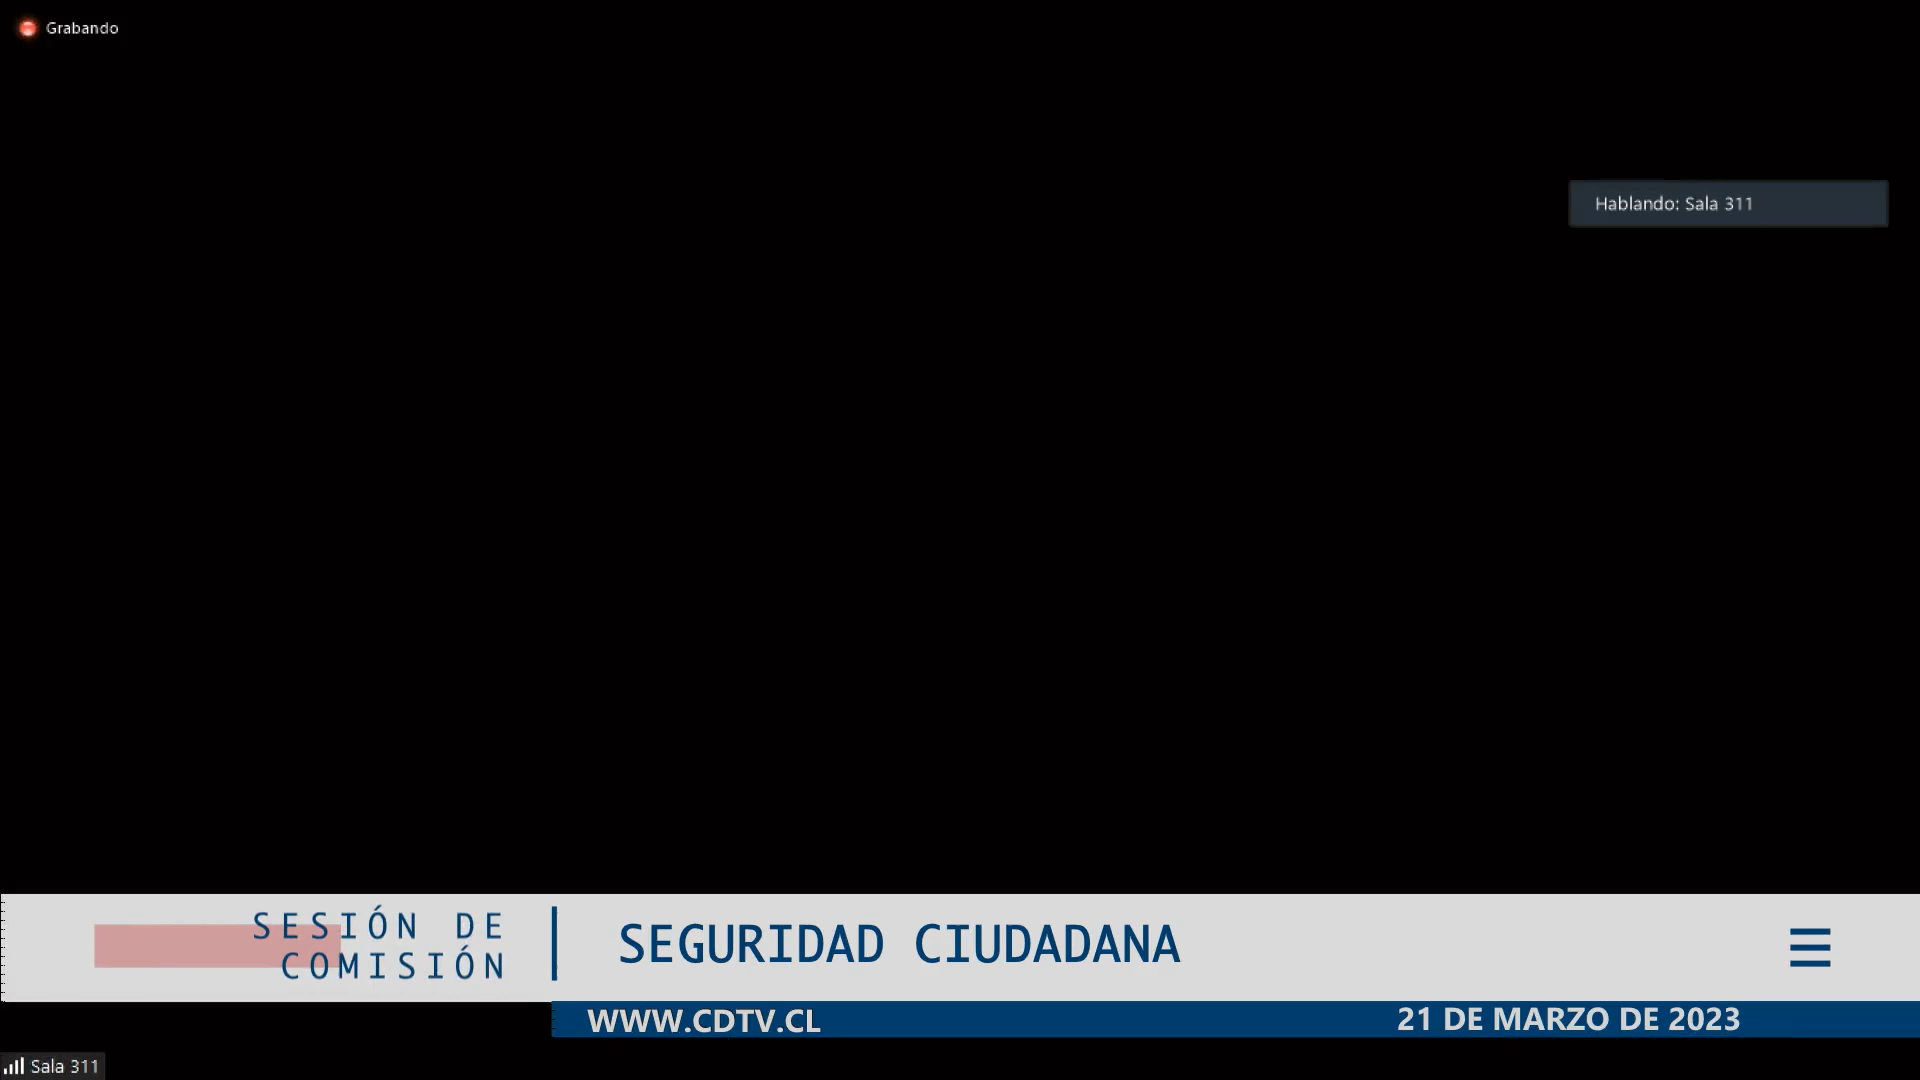 Grabando
Hablando: Sala 311
SESIÓN DE
COMISIÓN
SEGURIDAD CIUDADANA
WWW.CDTV.CL
21 DE MARZO DE 2023
Sala 311